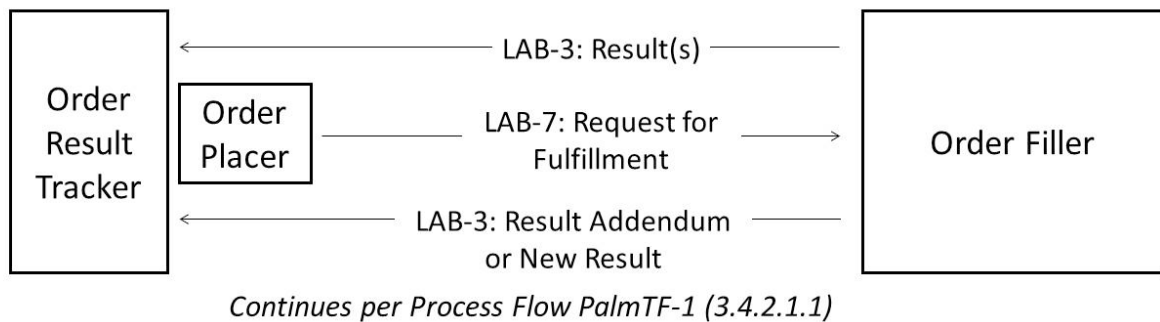 LAB-3: Result(s)
Order
Result
Tracker
Order
Placer
LAB-7: Request for
Fulfillment
Order Filler
LAB-3: Result Addendum
or New Result
Continues per Process Flow PalmTF-1 (3.4.2.1.1)